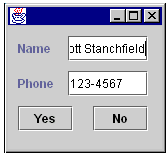 Name ott Stanchfield
Phone 123-4567
Yes No